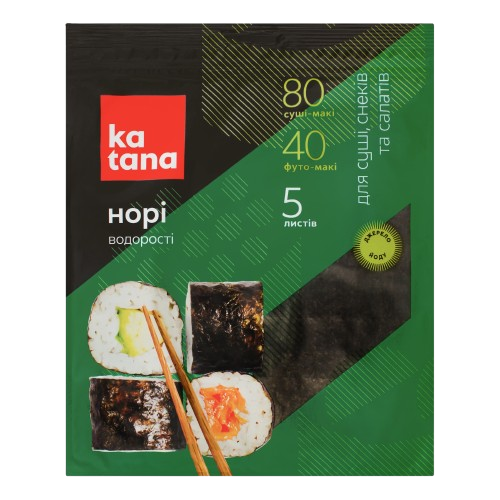 ka
tana
норі
водорості
80
суші-макі
40
футо-макі
5
листів
для суші, снеків
та салатів
ДЖЕРЕЛО
ЙОДУ